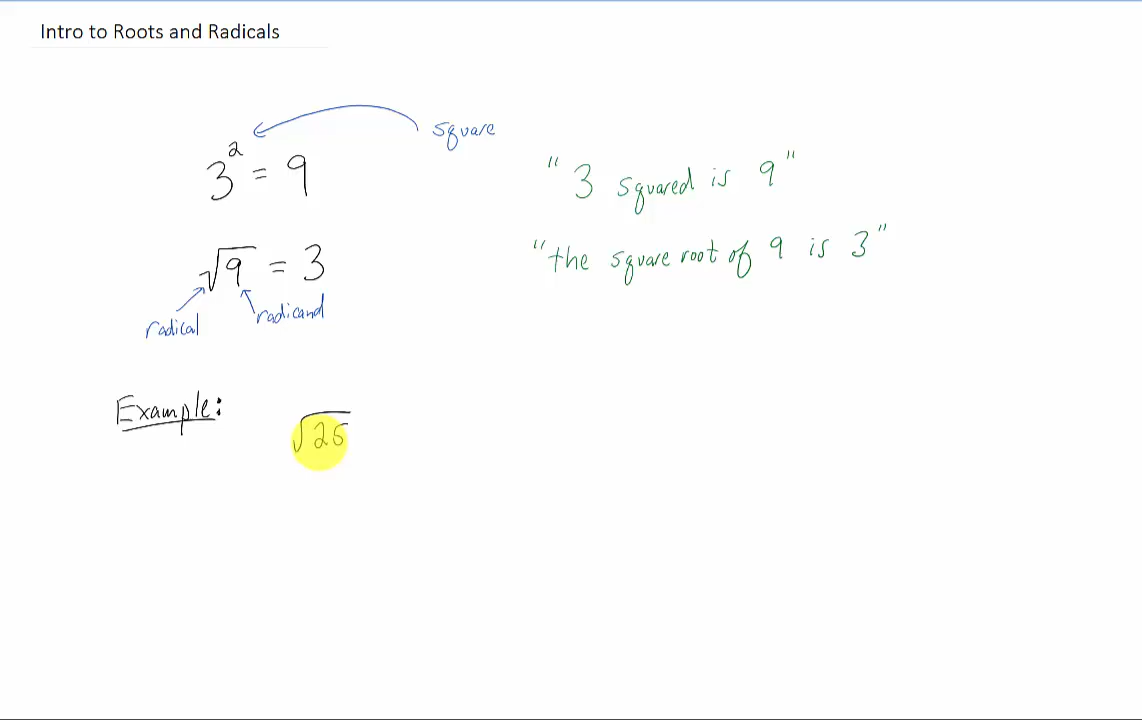 Intro to Roots and Radicals
square
3² = 9
"3 squared is 9"
√9 = 3
"the square root of 9 is 3"
radical
radicand
Example:
√25